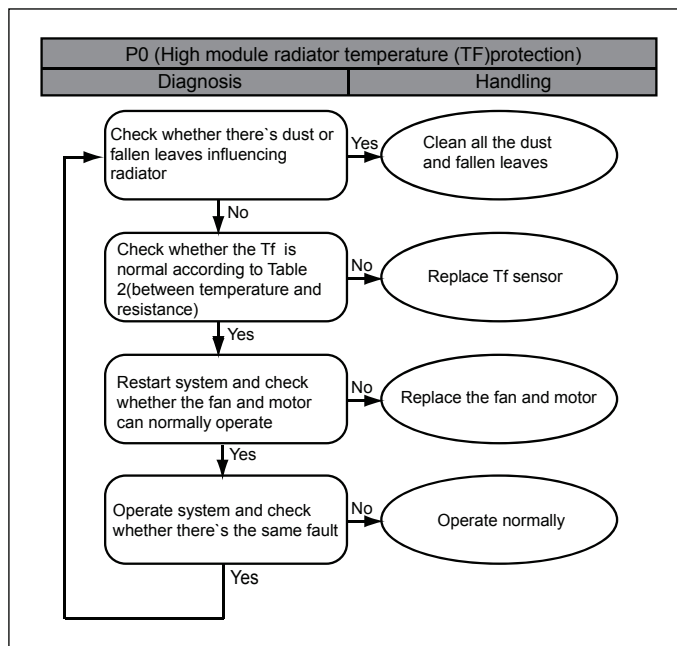 P0 (High module radiator temperature (TF)protection)
Diagnosis
Handling
Check whether there`s dust or
fallen leaves influencing
radiator
Yes
Clean all the dust
and fallen leaves
No
Check whether the Tf is
normal according to Table
2(between temperature and
resistance)
No
Replace Tf sensor
Yes
Restart system and check
whether the fan and motor
can normally operate
No
Replace the fan and motor
Yes
Operate system and check
whether there`s the same fault
No
Operate normally
Yes